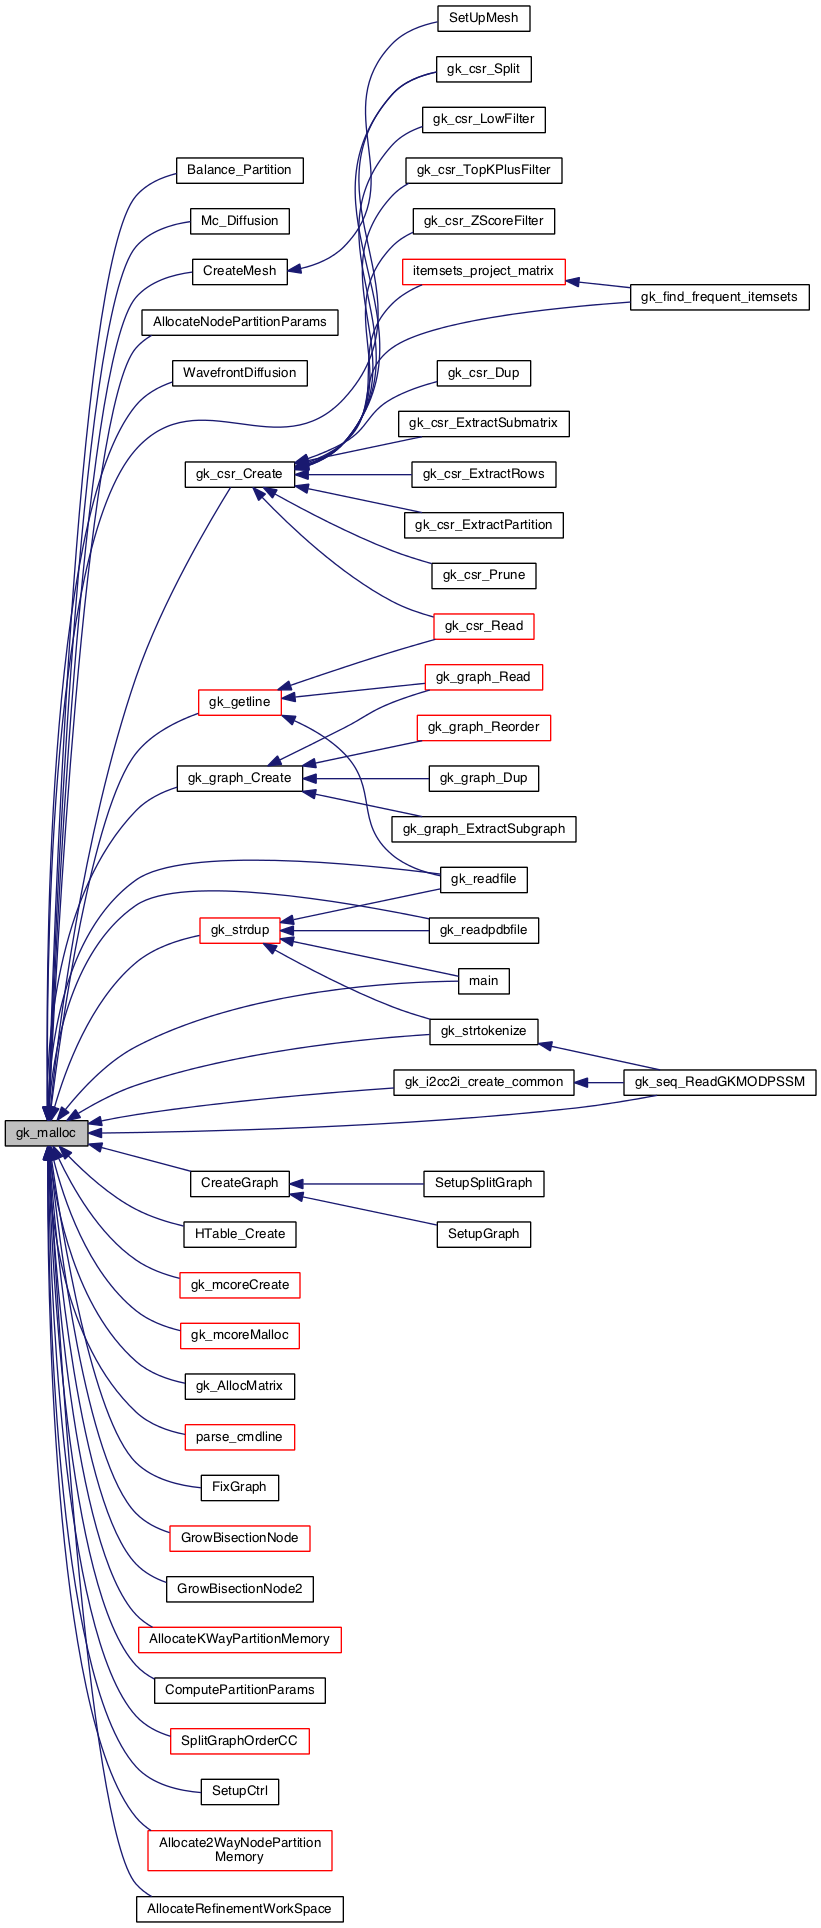 SetUpMesh
gk_csr_Split
gk_csr_LowFilter
Balance_Partition
gk_csr_TopKPlusFilter
Mc_Diffusion
gk_csr_ZScoreFilter
CreateMesh
itemsets_project_matrix
gk_find_frequent_itemsets
AllocateNodePartitionParams
WavefrontDiffusion
gk_csr_Dup
gk_csr_ExtractSubmatrix
gk_csr_Create
gk_csr_ExtractRows
gk_csr_ExtractPartition
gk_csr_Prune
gk_csr_Read
gk_graph_Read
gk_getline
gk_graph_Reorder
gk_graph_Create
gk_graph_Dup
gk_graph_ExtractSubgraph
gk_readfile
gk_strdup
gk_readpdbfile
main
gk_strtokenize
gk_i2cc2i_create_common
gk_seq_ReadGKMODPSSM
gk_malloc
CreateGraph
SetupSplitGraph
HTable_Create
SetupGraph
gk_mcoreCreate
gk_mcoreMalloc
gk_AllocMatrix
parse_cmdline
FixGraph
GrowBisectionNode
GrowBisectionNode2
AllocateKWayPartitionMemory
ComputePartitionParams
SplitGraphOrderCC
SetupCtrl
Allocate2WayNodePartition
Memory
AllocateRefinementWorkSpace